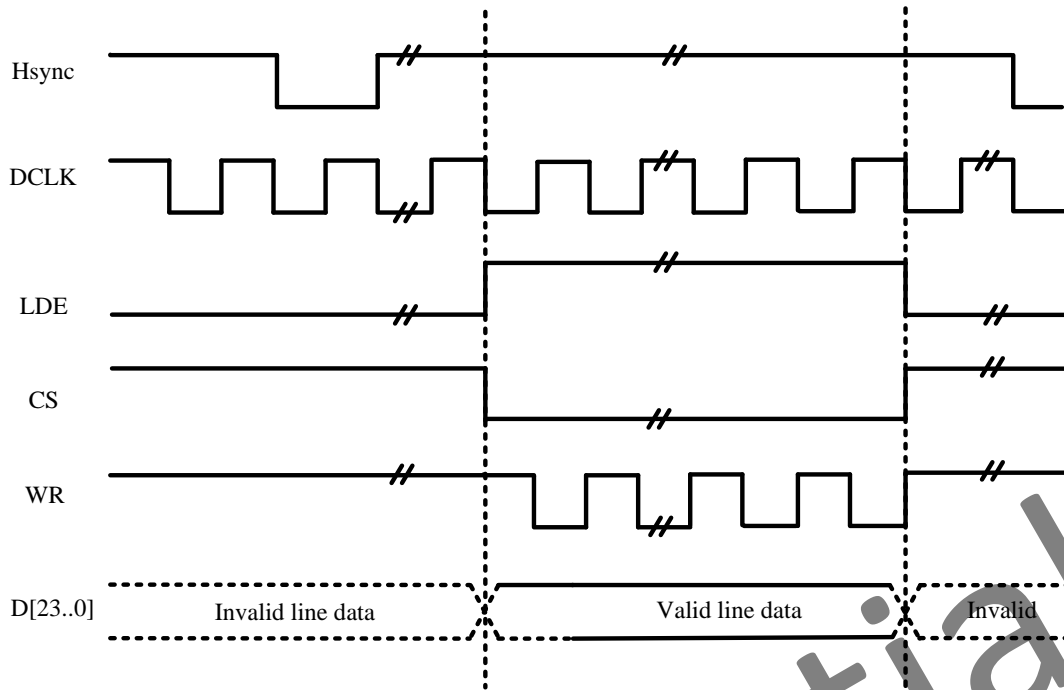 Hsync
DCLK
LDE
CS
WR
D[23..0]
Invalid line data
Valid line data
Invalid